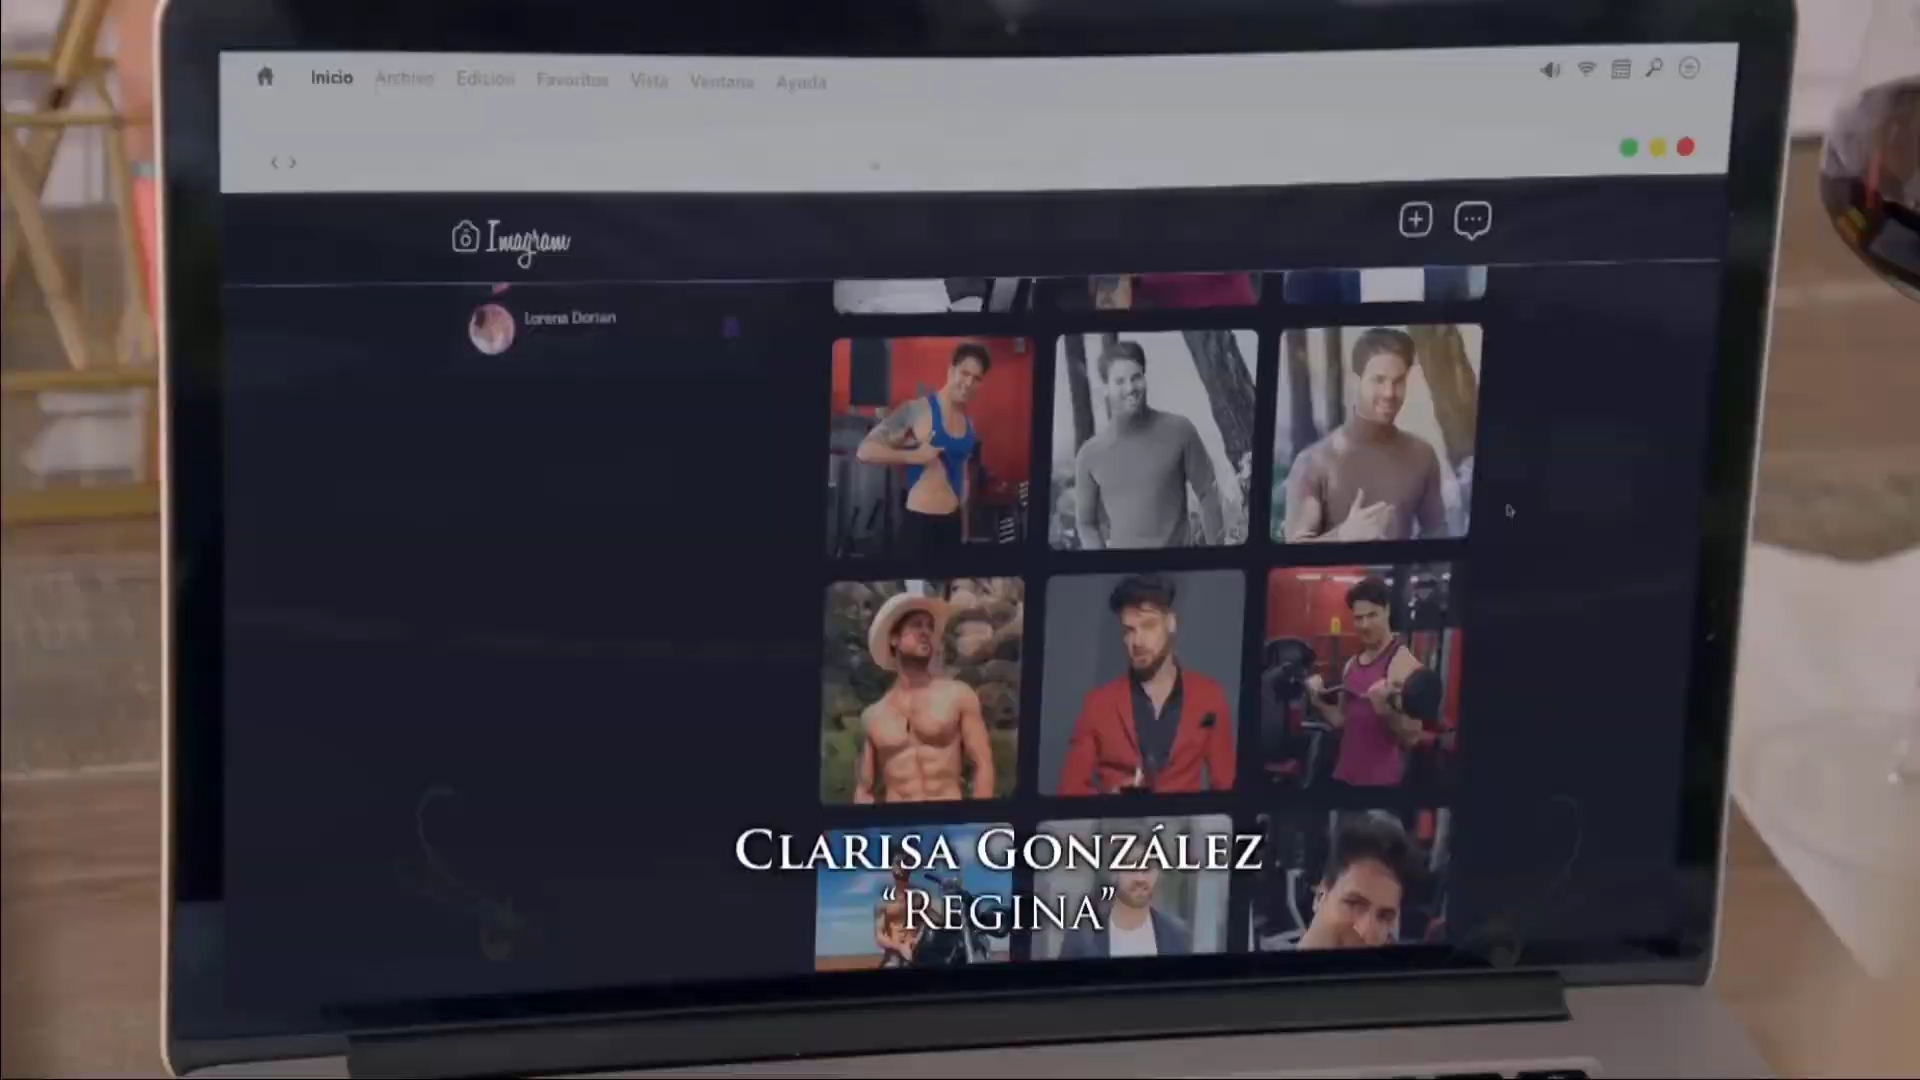 Inicio Archivo Edición Favoritos Vista Ventana Ayuda
Imagram
Lorena Dorian
CLARISA GONZÁLEZ
“REGINA”